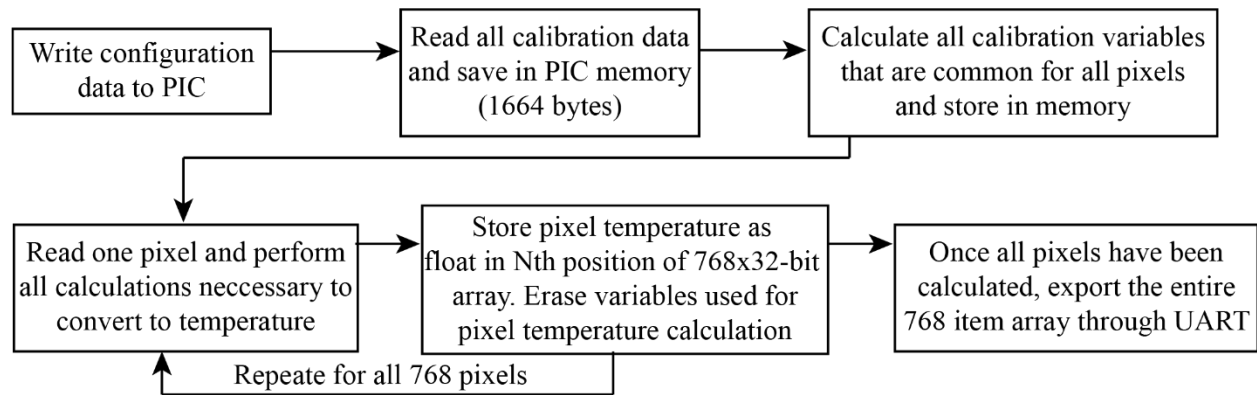 Write configuration
data to PIC
Read all calibration data
and save in PIC memory
(1664 bytes)
Calculate all calibration variables
that are common for all pixels
and store in memory
Read one pixel and perform
all calculations neccessary to
convert to temperature
Store pixel temperature as
float in Nth position of 768x32-bit
array. Erase variables used for
pixel temperature calculation
Once all pixels have been
calculated, export the entire
768 item array through UART
Repeate for all 768 pixels